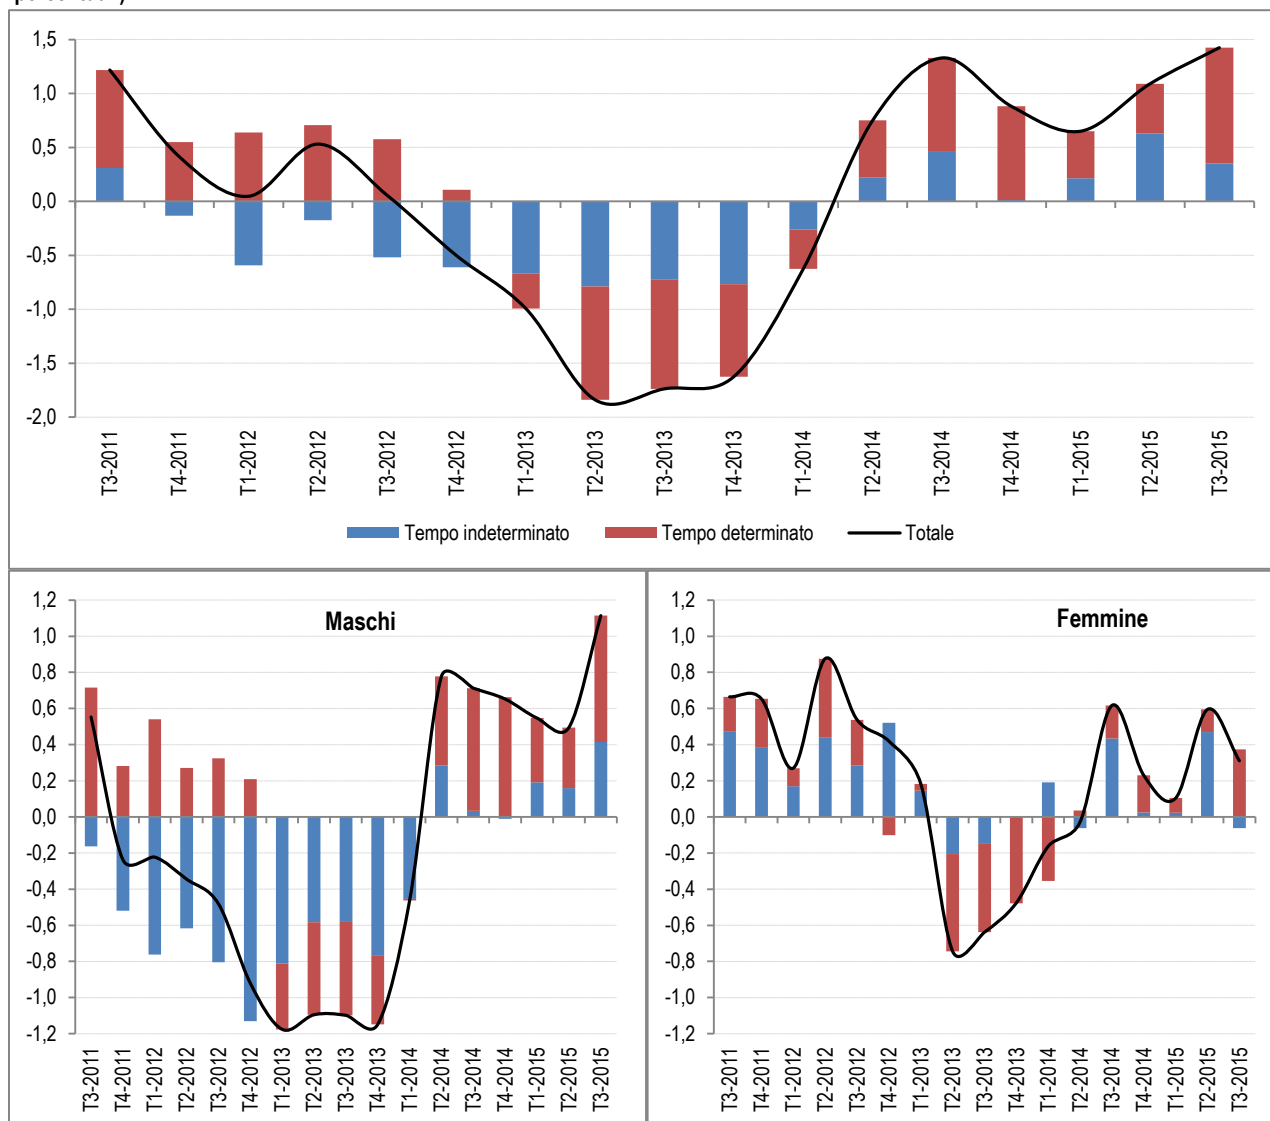 1,5
1,0
0,5
0,0
-0,5
-1,0
-1,5
-2,0
T3-2011
T4-2011
T1-2012
T2-2012
T3-2012
T4-2012
T1-2013
T2-2013
T3-2013
T4-2013
T1-2014
T2-2014
T3-2014
T4-2014
T1-2015
T2-2015
T3-2015
Tempo indeterminato Tempo determinato Totale
Maschi
1,2
1,0
0,8
0,6
0,4
0,2
0,0
-0,2
-0,4
-0,6
-0,8
-1,0
-1,2
T3-2011
T4-2011
T1-2012
T2-2012
T3-2012
T4-2012
T1-2013
T2-2013
T3-2013
T4-2013
T1-2014
T2-2014
T3-2014
T4-2014
T1-2015
T2-2015
T3-2015
Femmine
1,2
1,0
0,8
0,6
0,4
0,2
0,0
-0,2
-0,4
-0,6
-0,8
-1,0
-1,2
T3-2011
T4-2011
T1-2012
T2-2012
T3-2012
T4-2012
T1-2013
T2-2013
T3-2013
T4-2013
T1-2014
T2-2014
T3-2014
T4-2014
T1-2015
T2-2015
T3-2015